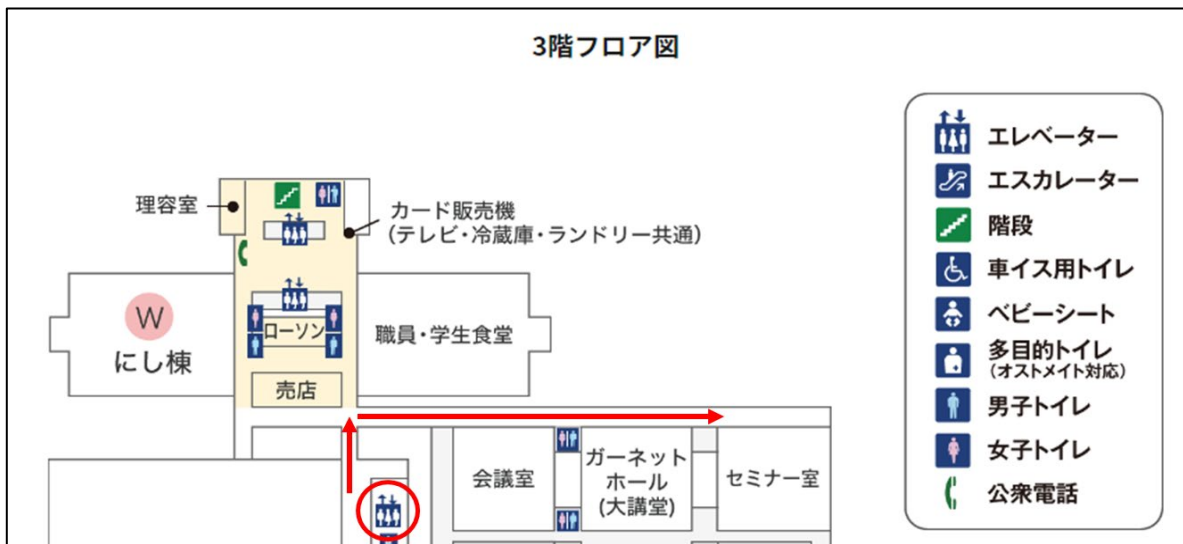 3階フロア図
理容室
カード販売機
(テレビ・冷蔵庫・ランドリー共通)
ローソン
W
にし棟
職員・学生食堂
売店
会議室
ガーネット
ホール
(大講堂)
セミナー室
エレベーター
エスカレーター
階段
車イス用トイレ
ベビーシート
多目的トイレ
(オストメイト対応)
男子トイレ
女子トイレ
公衆電話